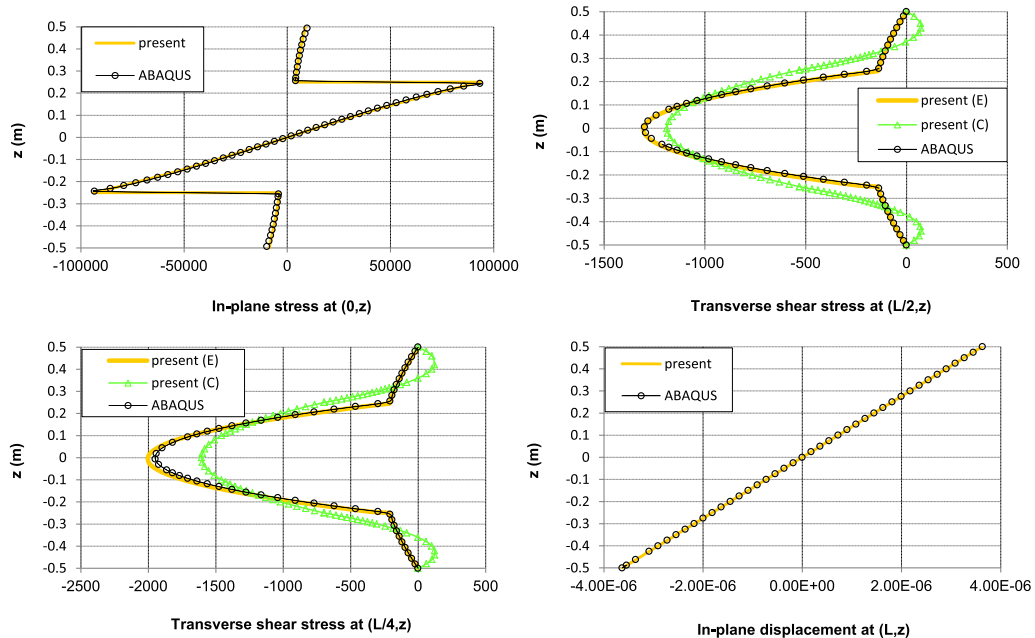 0.5
0.4
0.3
0.2
0.1
0
-0.1
-0.2
-0.3
-0.4
-0.5
z (m)
present
ABAQUS
-100000 -50000 0 50000 100000
In-plane stress at (0,z)
0.5
0.4
0.3
0.2
0.1
0
-0.1
-0.2
-0.3
-0.4
-0.5
z (m)
present (E)
present (C)
ABAQUS
-1500 -1000 -500 0 500
Transverse shear stress at (L/2,z)
0.5
0.4
0.3
0.2
0.1
0
-0.1
-0.2
-0.3
-0.4
-0.5
z (m)
present (E)
present (C)
ABAQUS
-2000 -1500 -1000 -500 0 500
Transverse shear stress at (L/4,z)
0.5
0.4
0.3
0.2
0.1
0
-0.1
-0.2
-0.3
-0.4
-0.5
z (m)
present
ABAQUS
-4.00E-06 -2.00E-06 0.00E+00 2.00E-06 4.00E-06
In-plane displacement at (L,z)